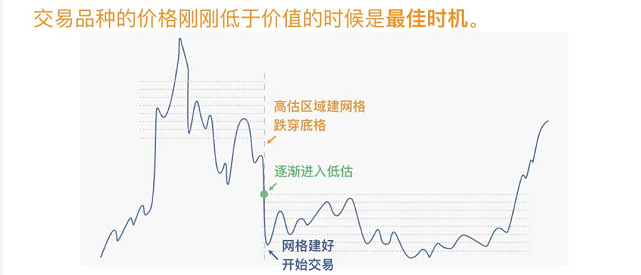 交易品种的价格刚刚低于价值的时候是最佳时机。
高估区域建网格
跌穿底格
逐渐进入低估
网格建好
开始交易